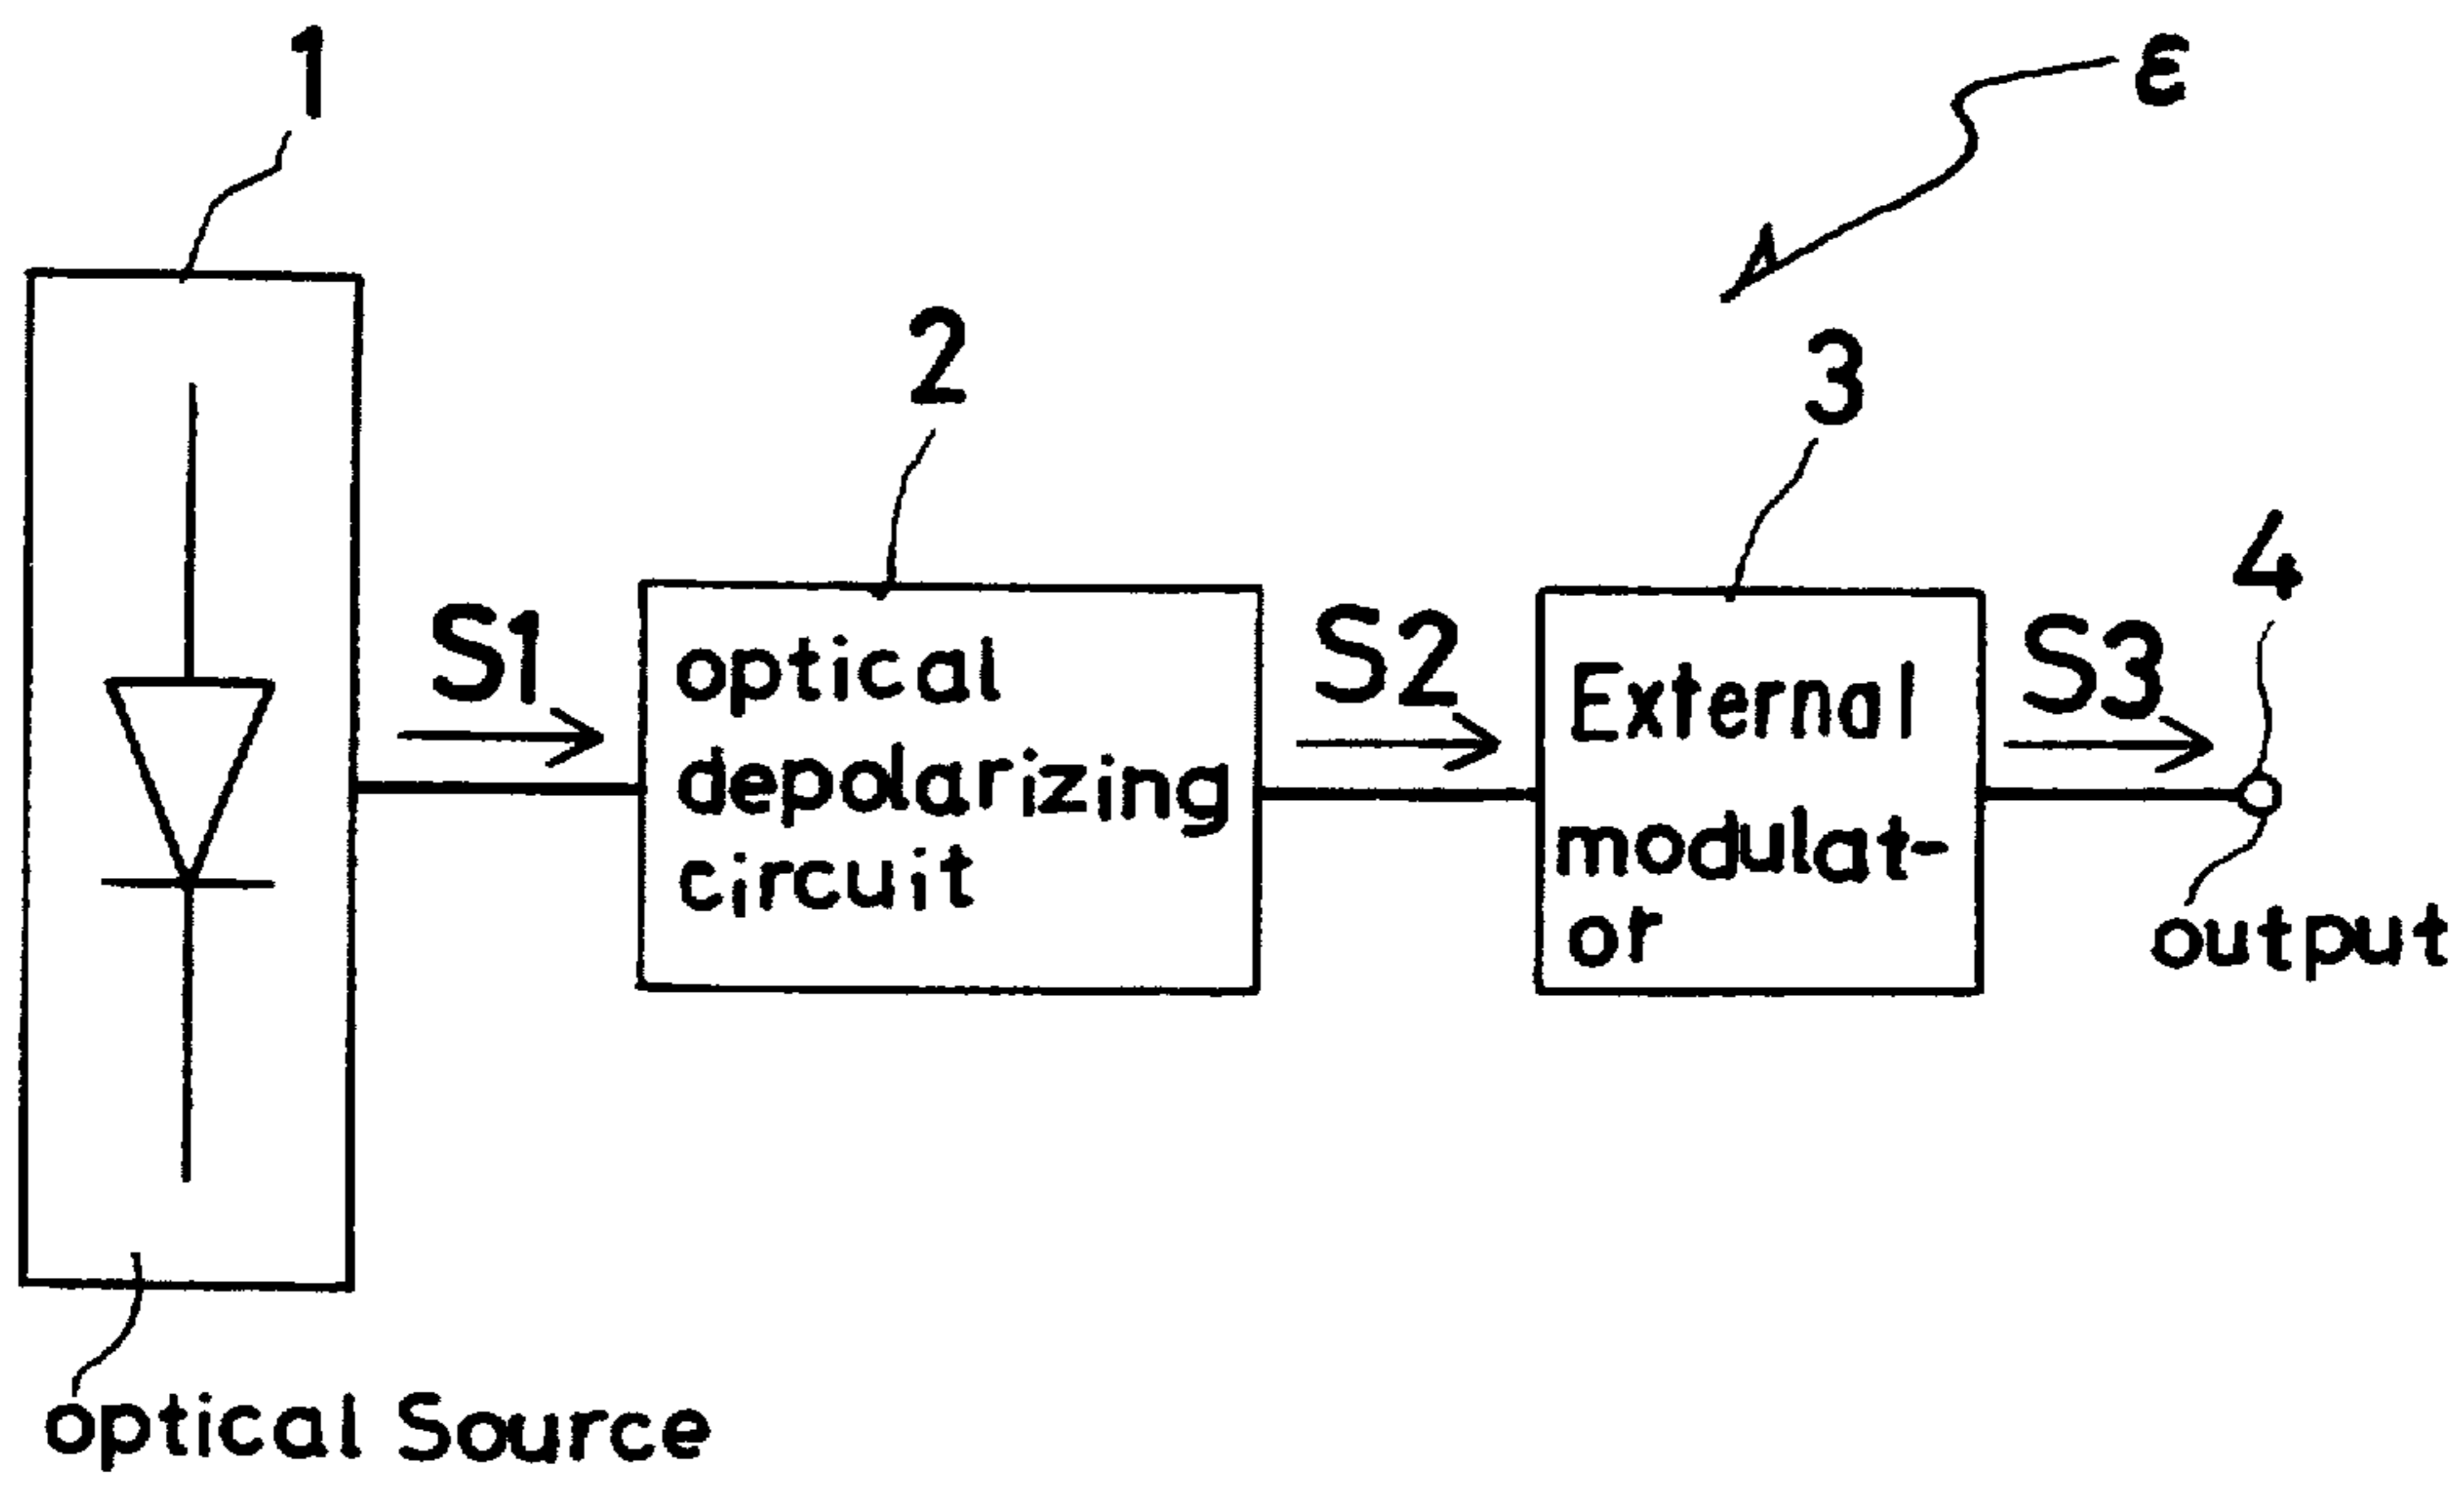 1
ε
2
3
4
S1
S2
S3
optical
depolarizing
circuit
External
modulat-
or
output
optical Source